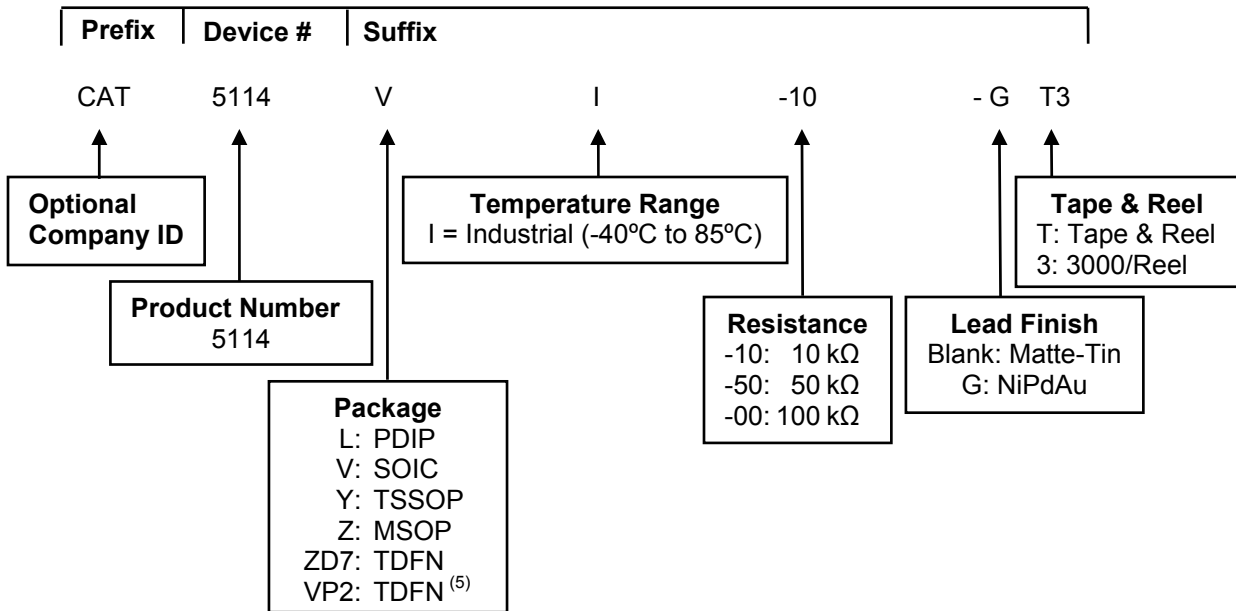 Prefix Device # Suffix
CAT 5114 V I -10 - G T3
Optional
Company ID
Product Number
5114
Package
L: PDIP
V: SOIC
Y: TSSOP
Z: MSOP
ZD7: TDFN
VP2: TDFN (5)
Temperature Range
I = Industrial (-40ºC to 85ºC)
Resistance
-10: 10 kΩ
-50: 50 kΩ
-00: 100 kΩ
Lead Finish
Blank: Matte-Tin
G: NiPdAu
Tape & Reel
T: Tape & Reel
3: 3000/Reel